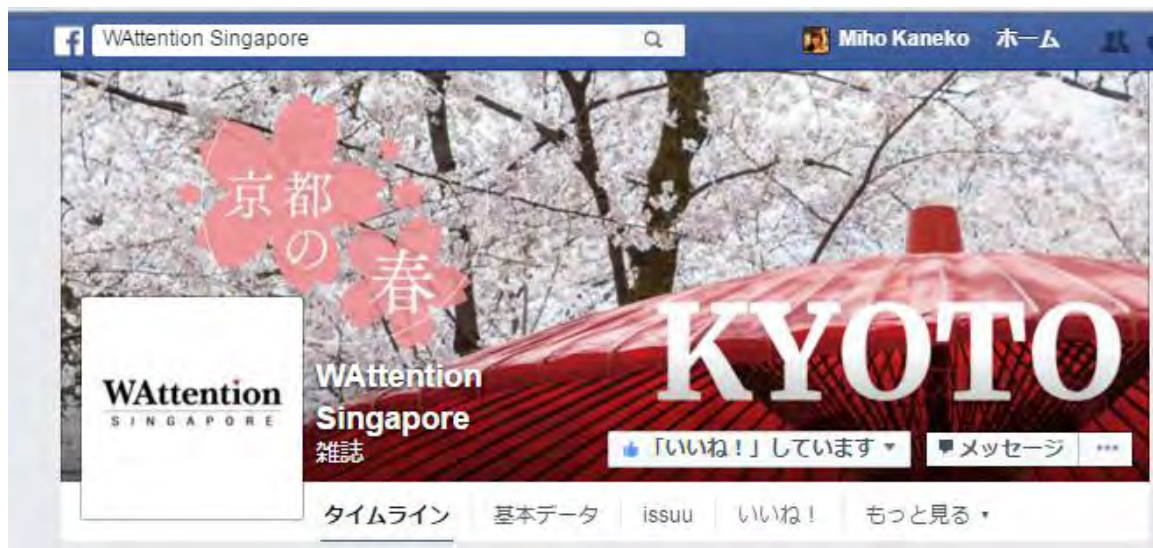 WAttention Singapore
Miho Kaneko ホーム
京都
の春
KYOTO
WAttention
SINGAPORE
WAttention
Singapore
雑誌
「いいね!」しています
メッセージ
タイムライン 基本データ issuu いいね! もっと見る